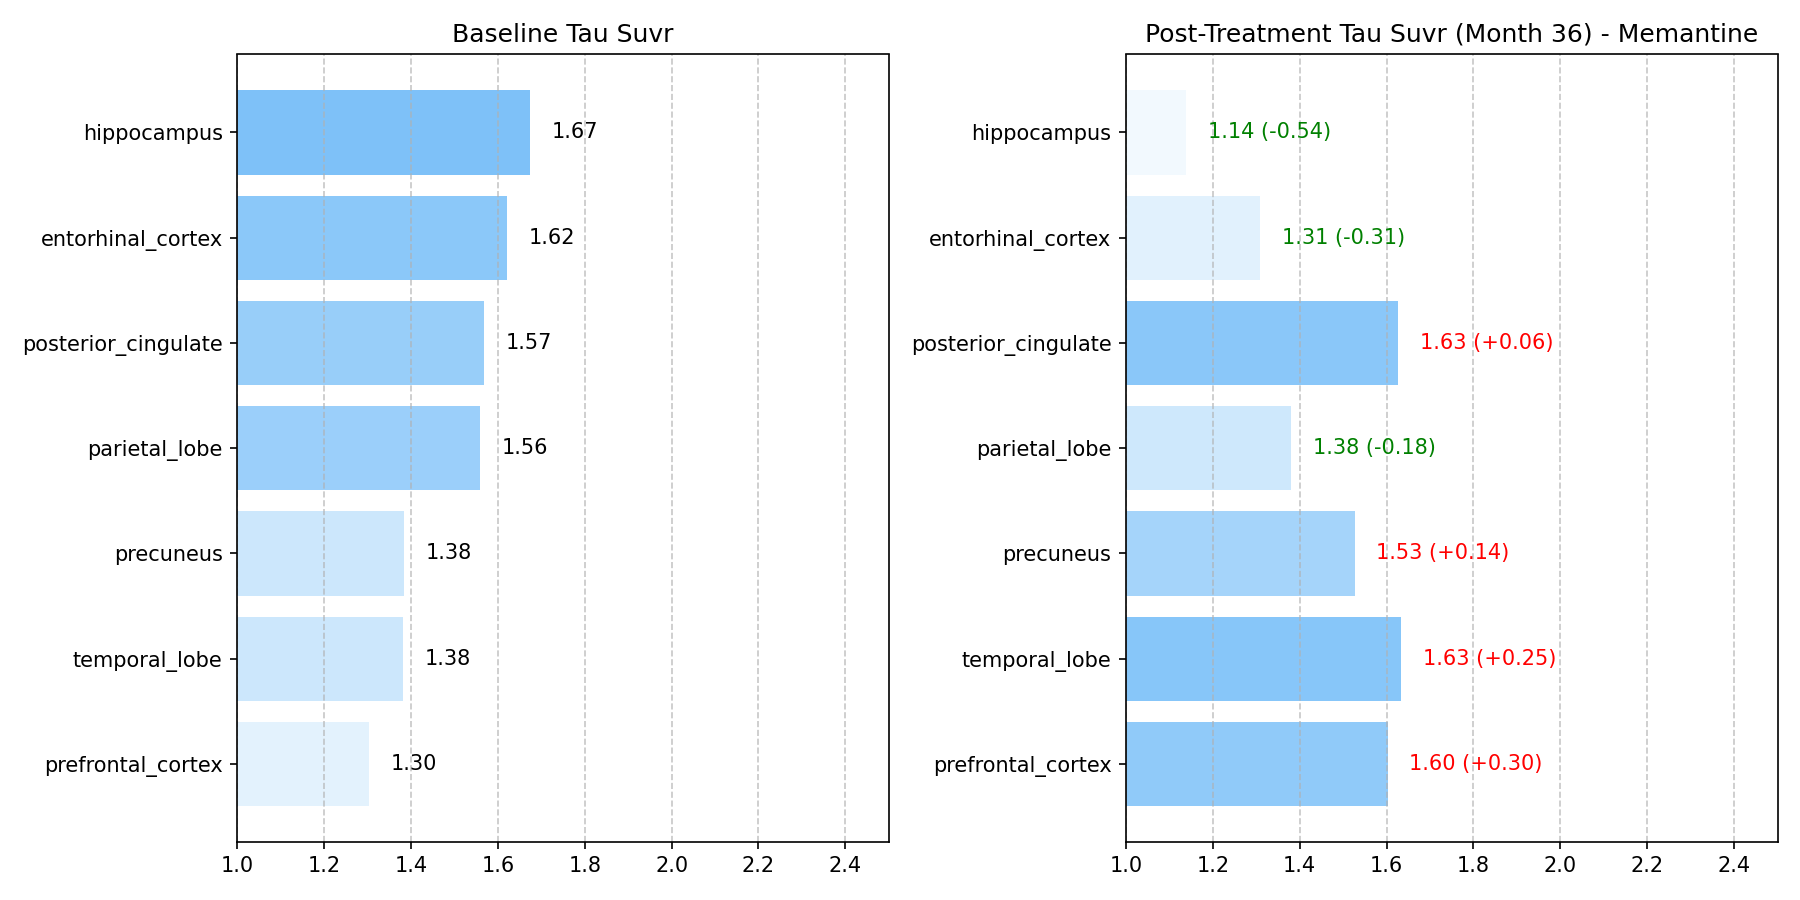 Baseline Tau Suvr
hippocampus 1.67
entorhinal_cortex 1.62
posterior_cingulate 1.57
parietal_lobe 1.56
precuneus 1.38
temporal_lobe 1.38
prefrontal_cortex 1.30
1.0 1.2 1.4 1.6 1.8 2.0 2.2 2.4
Post-Treatment Tau Suvr (Month 36) - Memantine
hippocampus 1.14 (-0.54)
entorhinal_cortex 1.31 (-0.31)
posterior_cingulate 1.63 (+0.06)
parietal_lobe 1.38 (-0.18)
precuneus 1.53 (+0.14)
temporal_lobe 1.63 (+0.25)
prefrontal_cortex 1.60 (+0.30)
1.0 1.2 1.4 1.6 1.8 2.0 2.2 2.4